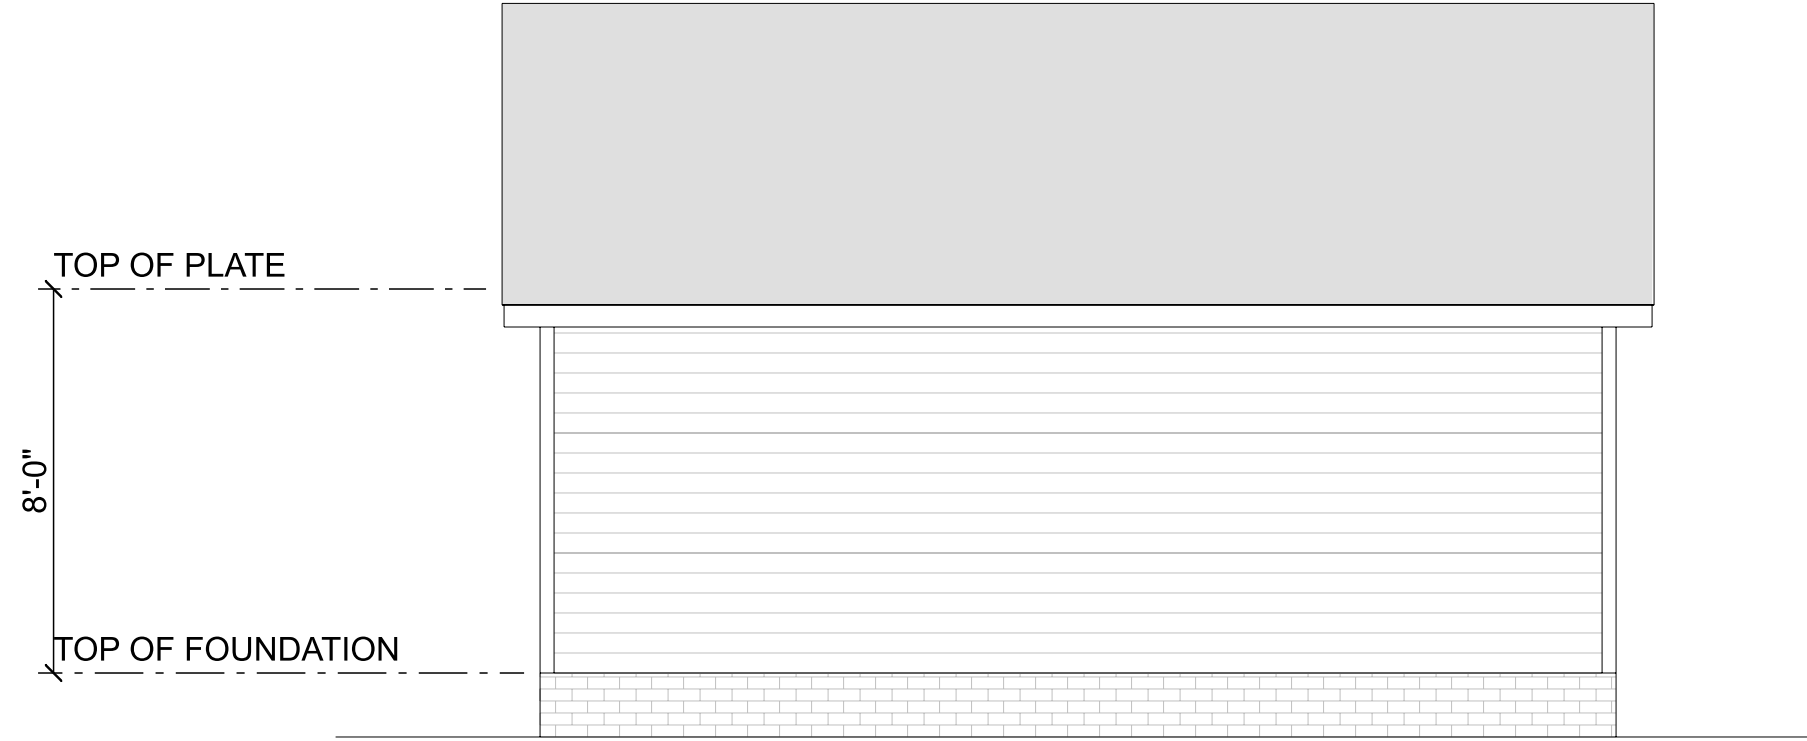 TOP OF PLATE
8'-0"
TOP OF FOUNDATION